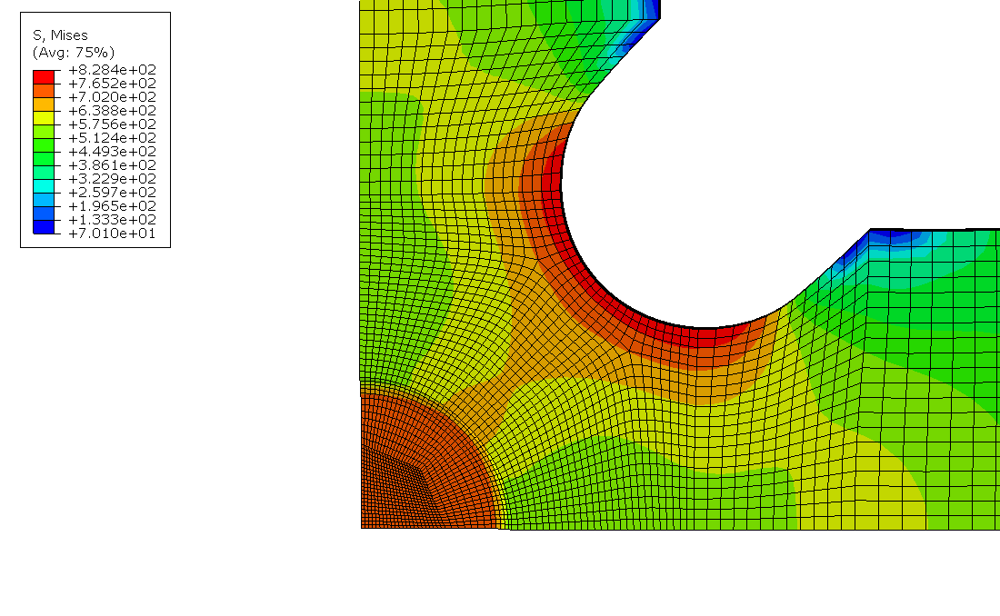 S, Mises
(Avg: 75%)
+8.284e+02
+7.652e+02
+7.020e+02
+6.388e+02
+5.756e+02
+5.124e+02
+4.493e+02
+3.861e+02
+3.229e+02
+2.597e+02
+1.965e+02
+1.333e+02
+7.010e+01